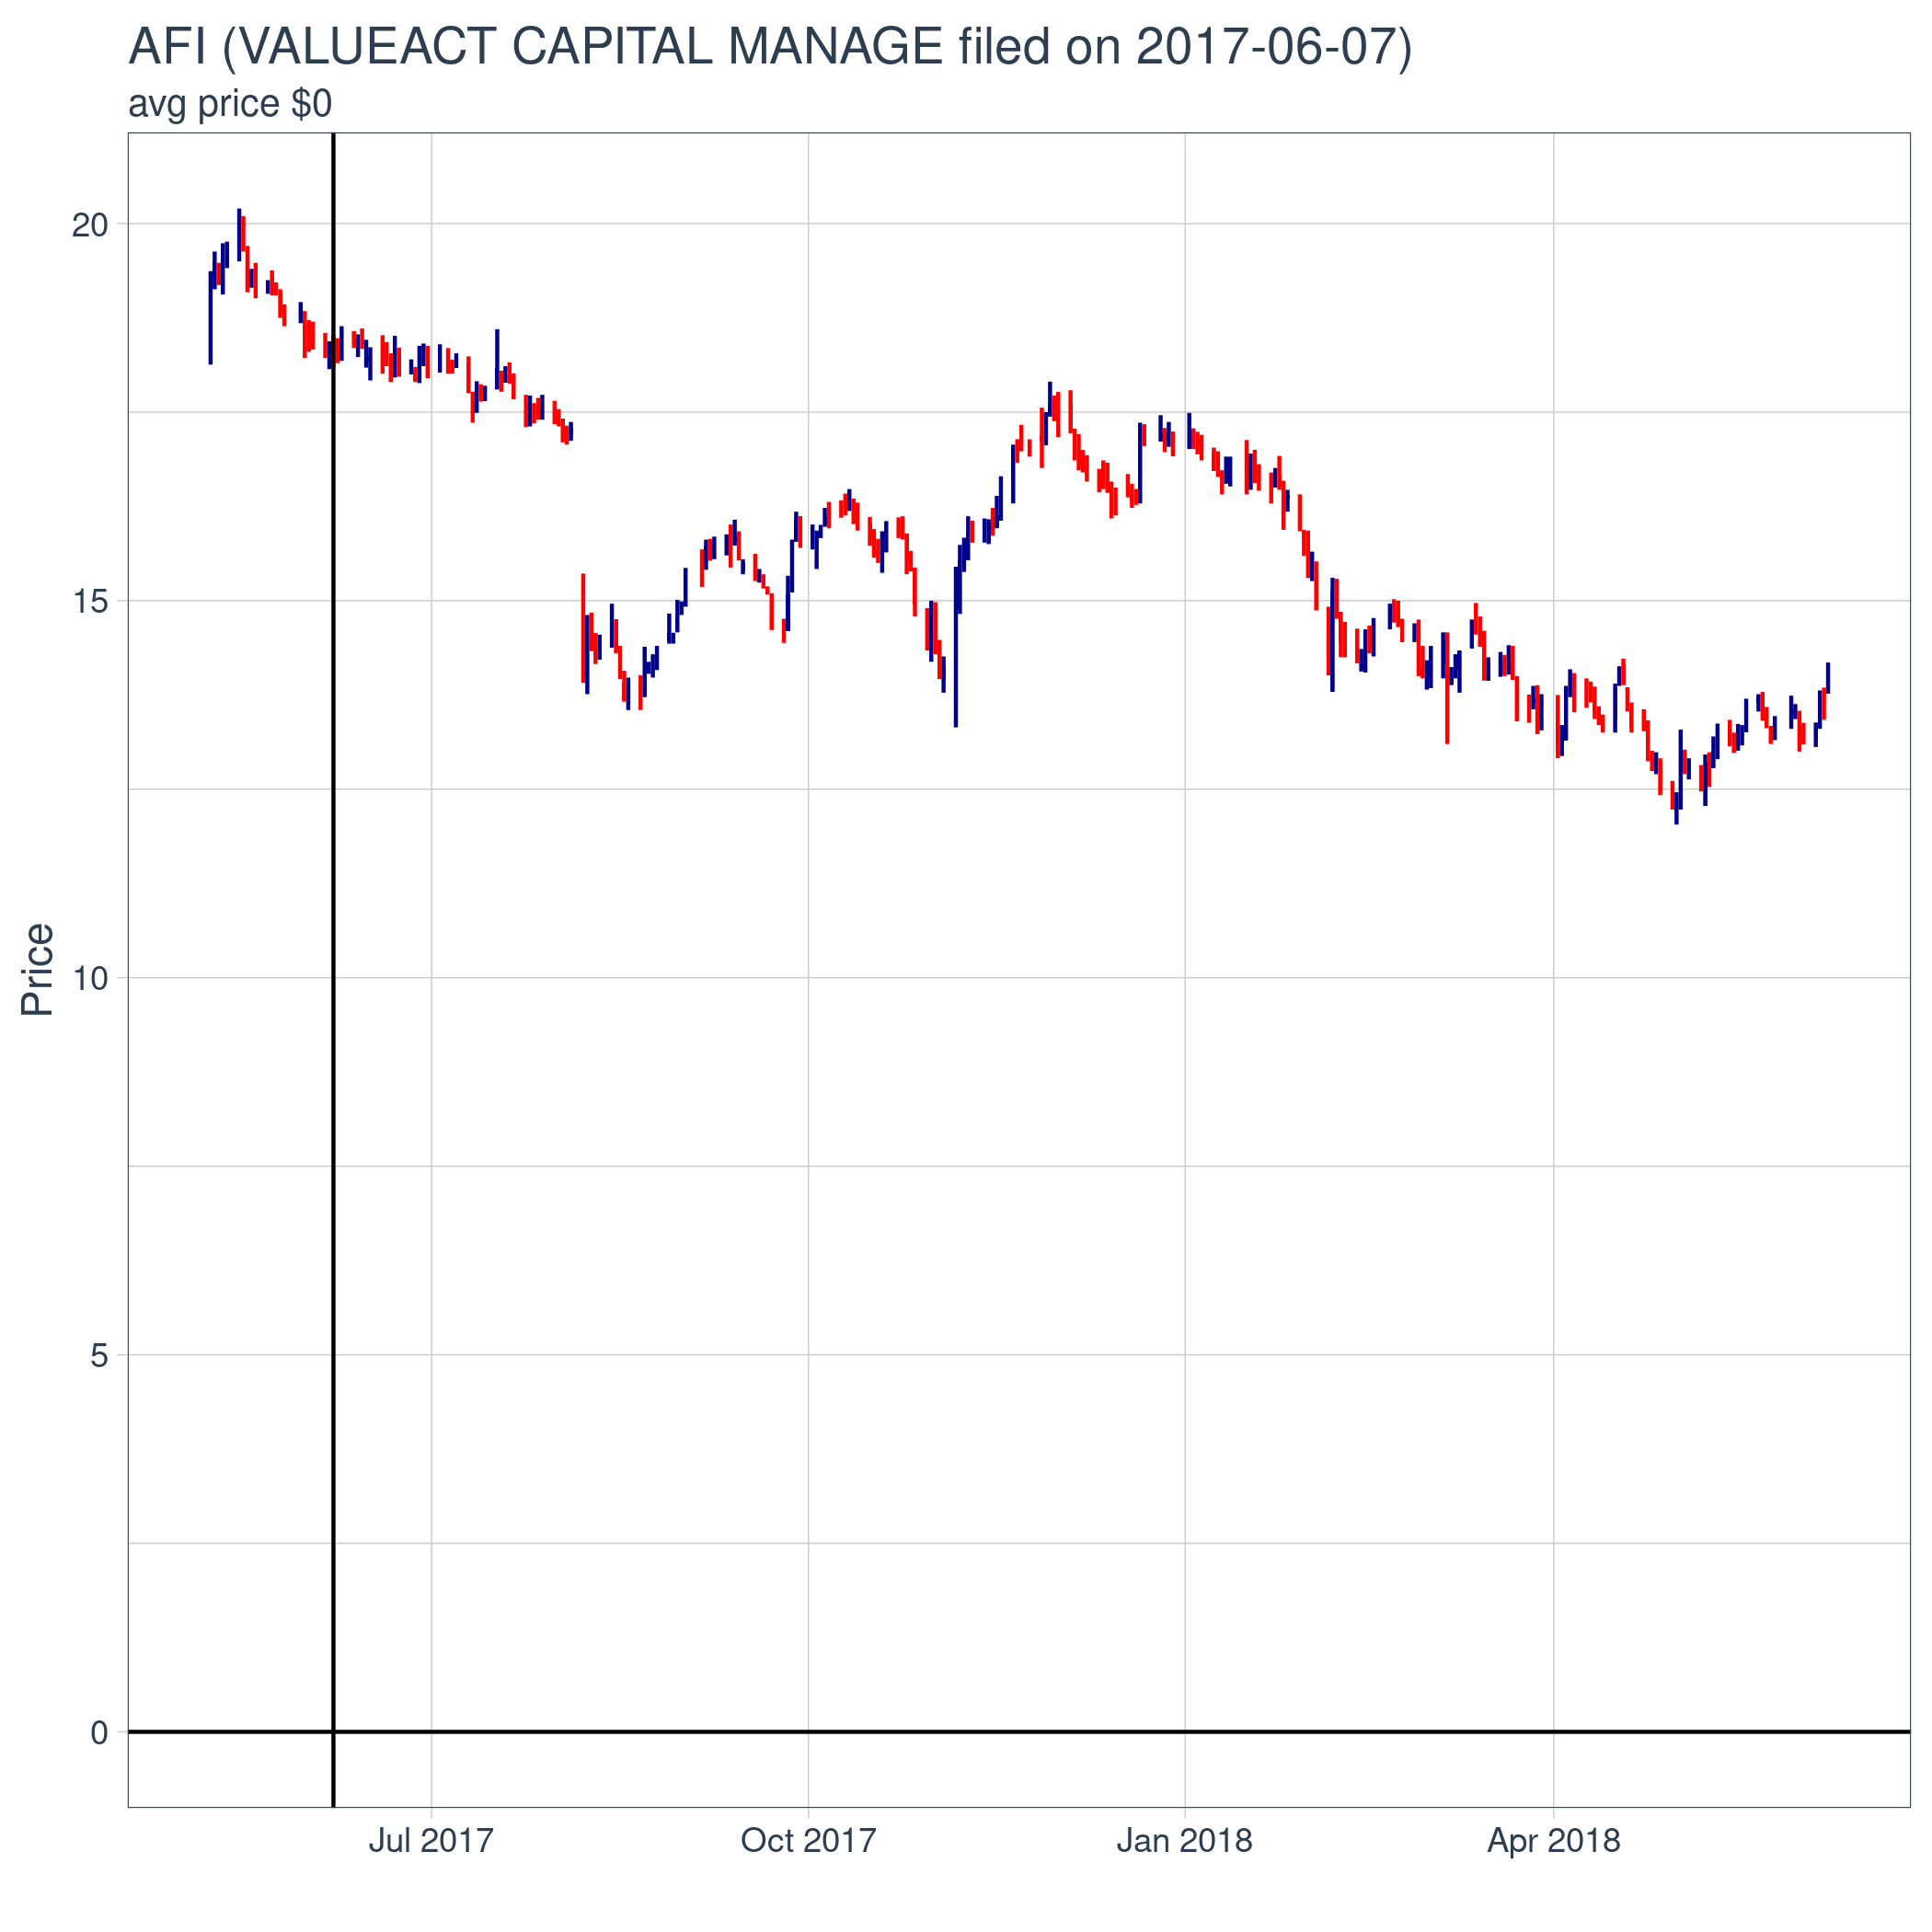 AFI (VALUEACT CAPITAL MANAGE filed on 2017-06-07)
avg price $0
20
15
Price
10
5
0
Jul 2017 Oct 2017 Jan 2018 Apr 2018